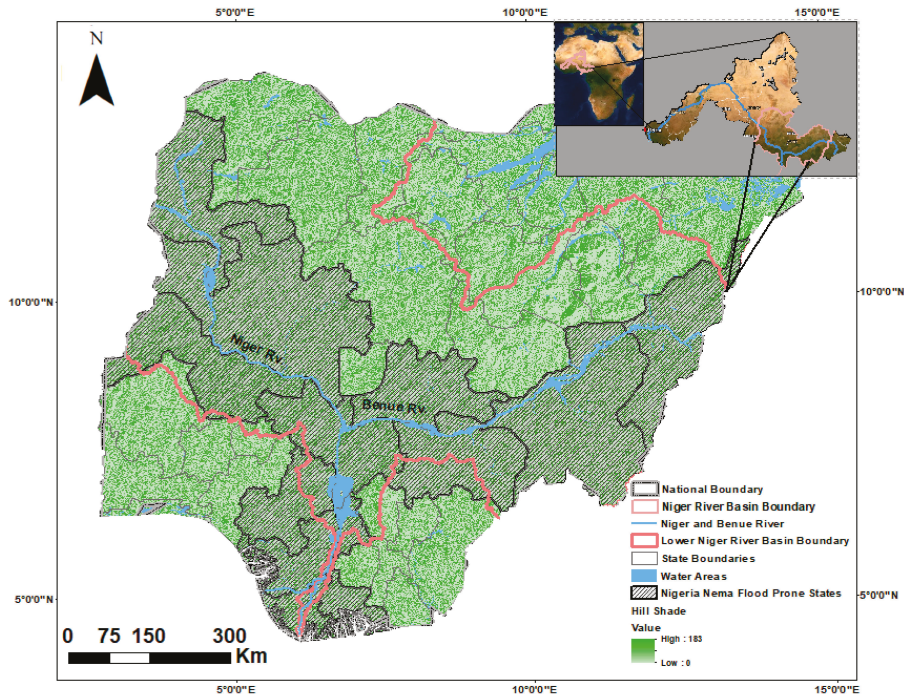 5°0'0"E 10°0'0"E 15°0'0"E
N
10°0'0"N 10°0'0"N
Niger Rv.
Benue Rv.
National Boundary
Niger River Basin Boundary
Niger and Benue River
Lower Niger River Basin Boundary
State Boundaries
Water Areas
Nigeria Nema Flood Prone States
Hill Shade
Value
High : 183
Low : 0
5°0'0"N 5°0'0"N
0 75 150 300
Km
5°0'0"E 10°0'0"E 15°0'0"E